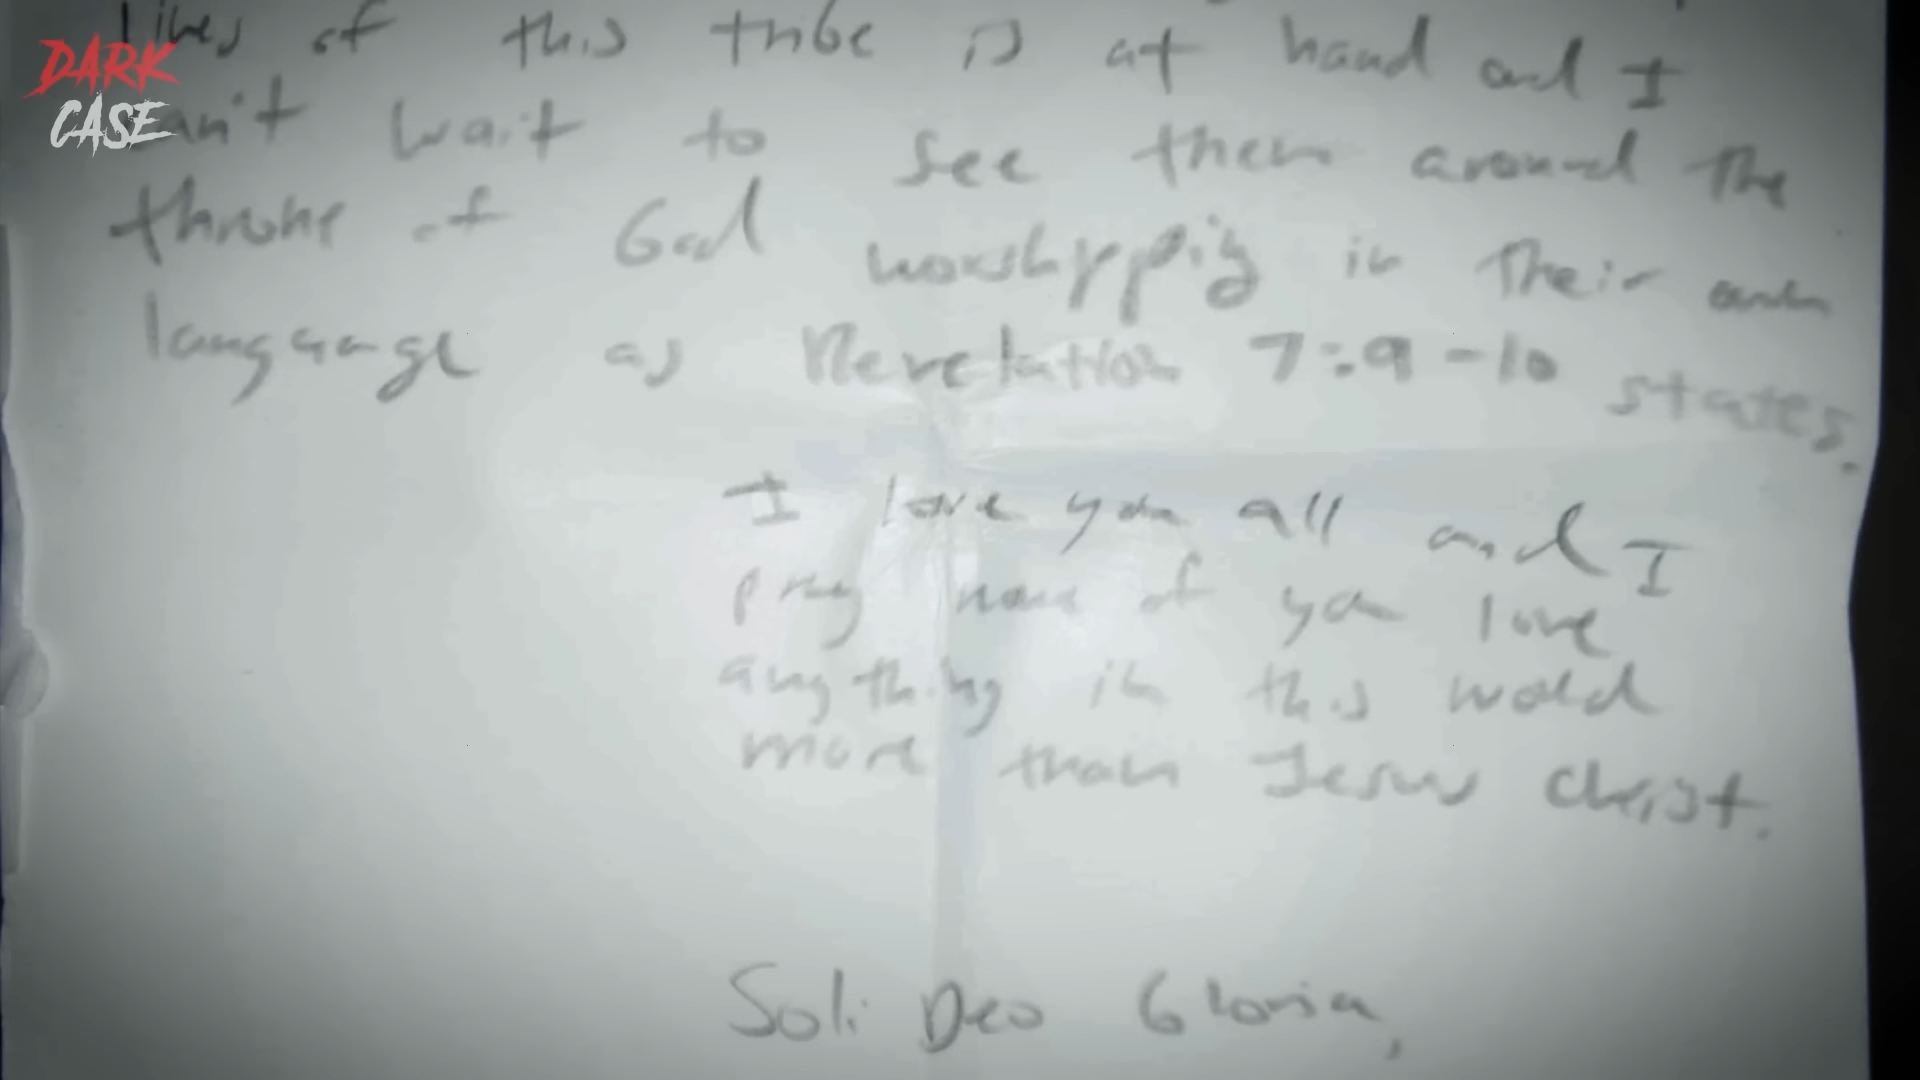 DARK
CASE
lives of this tribe is at hand and I
can't wait to see them around the
throne of God worshipping in their own
language as Revelation 7:9-10 states.
I love you all and I
pray none of you love
anything in this world
more than Jesus Christ.
Soli Deo Gloria,